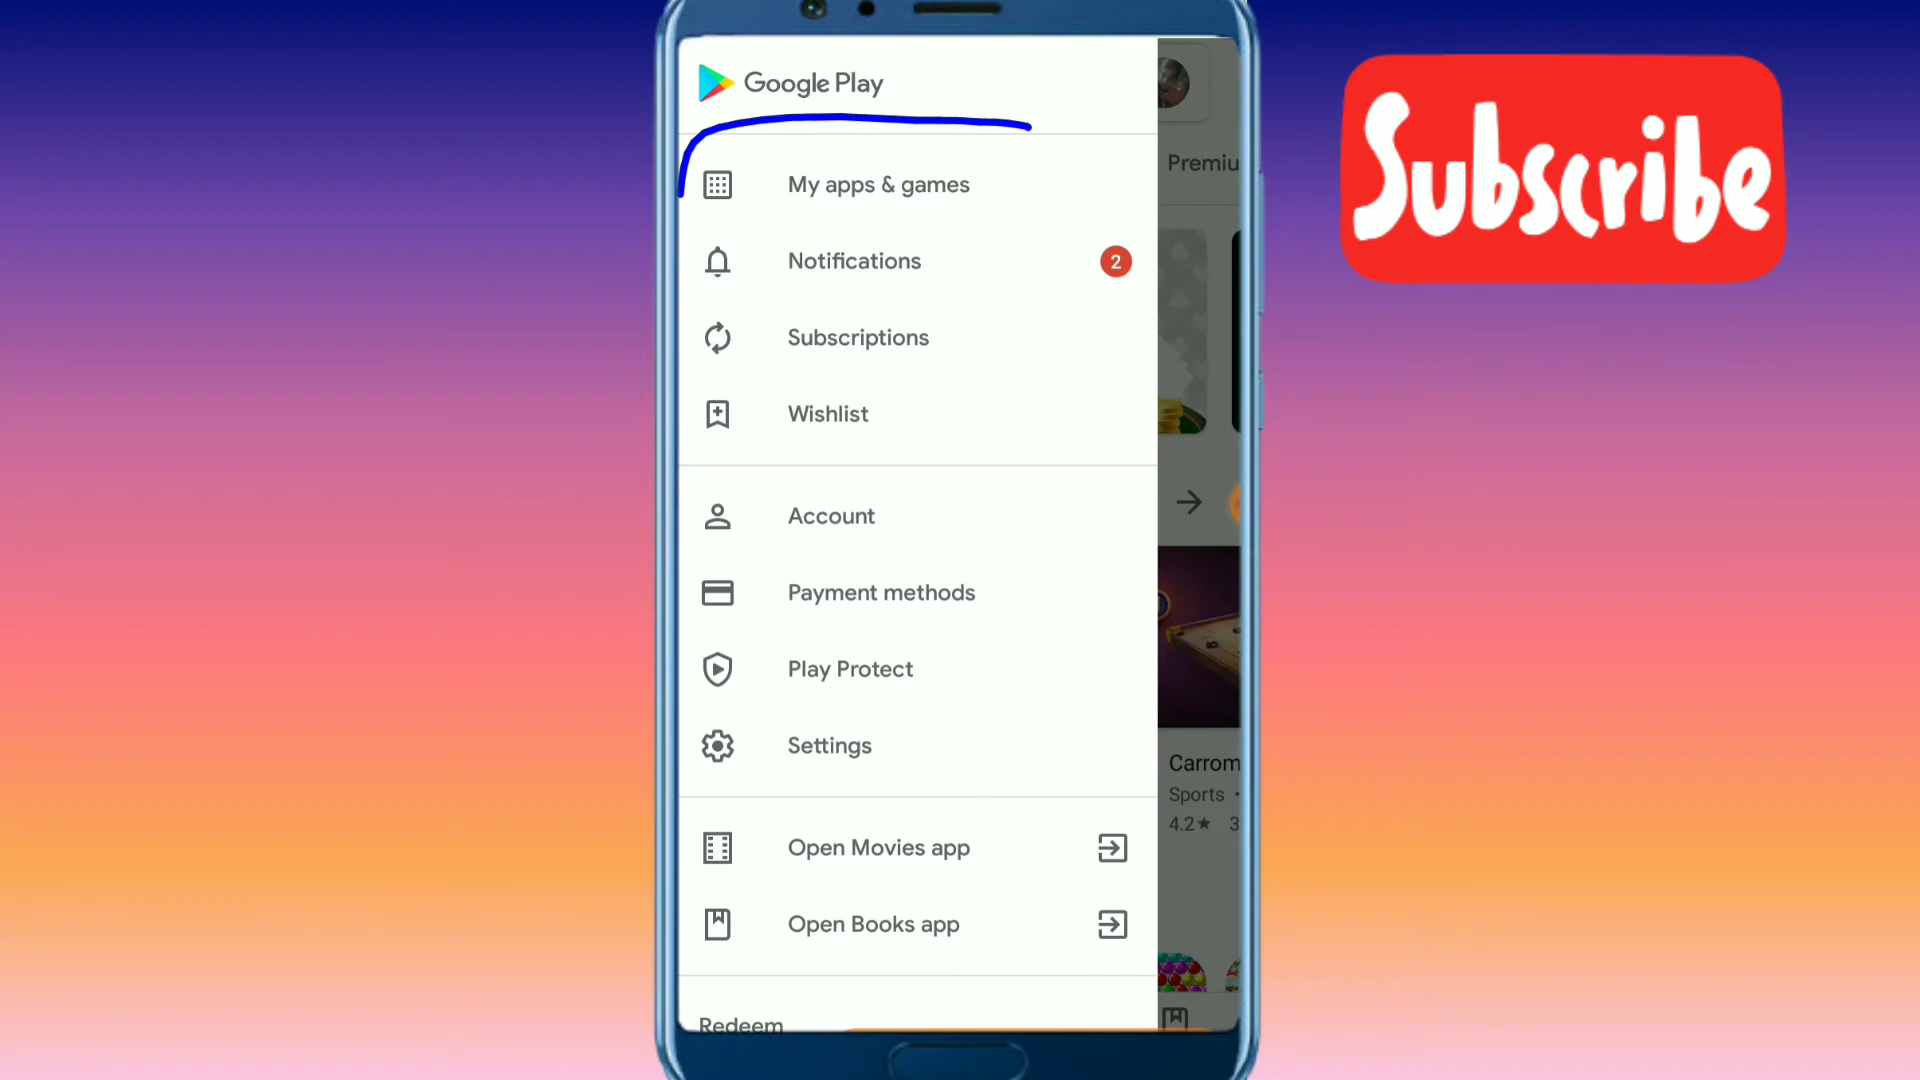 Google Play
My apps & games
Notifications
2
Subscriptions
Wishlist
Account
Payment methods
Play Protect
Settings
Open Movies app
Open Books app
Redeem
Premiu
Carrom
Sports •
4.2★ 3
Subscribe